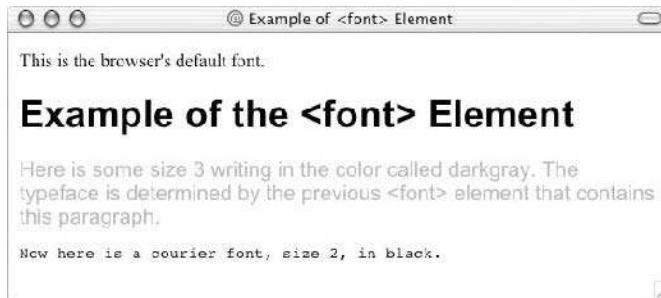 Example of <font> Element
This is the browser's default font.
Example of the <font> Element
Here is some size 3 writing in the color called darkgray. The
typeface is determined by the previous <font> element that contains
this paragraph.
Now here is a courier font, size 2, in black.